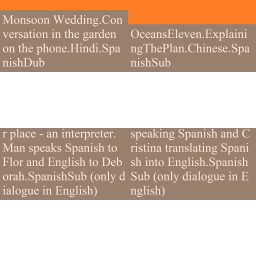 Monsoon Wedding.Con
versation in the garden
on the phone.Hindi.Spa
nishDub
OceansEleven.Explaini
ngThePlan.Chinese.Spa
nishSub
r place - an interpreter.
Man speaks Spanish to
Flor and English to Deb
orah.SpanishSub (only d
ialogue in English)
speaking Spanish and C
ristina translating Spani
sh into English.Spanish
Sub (only dialogue in E
nglish)